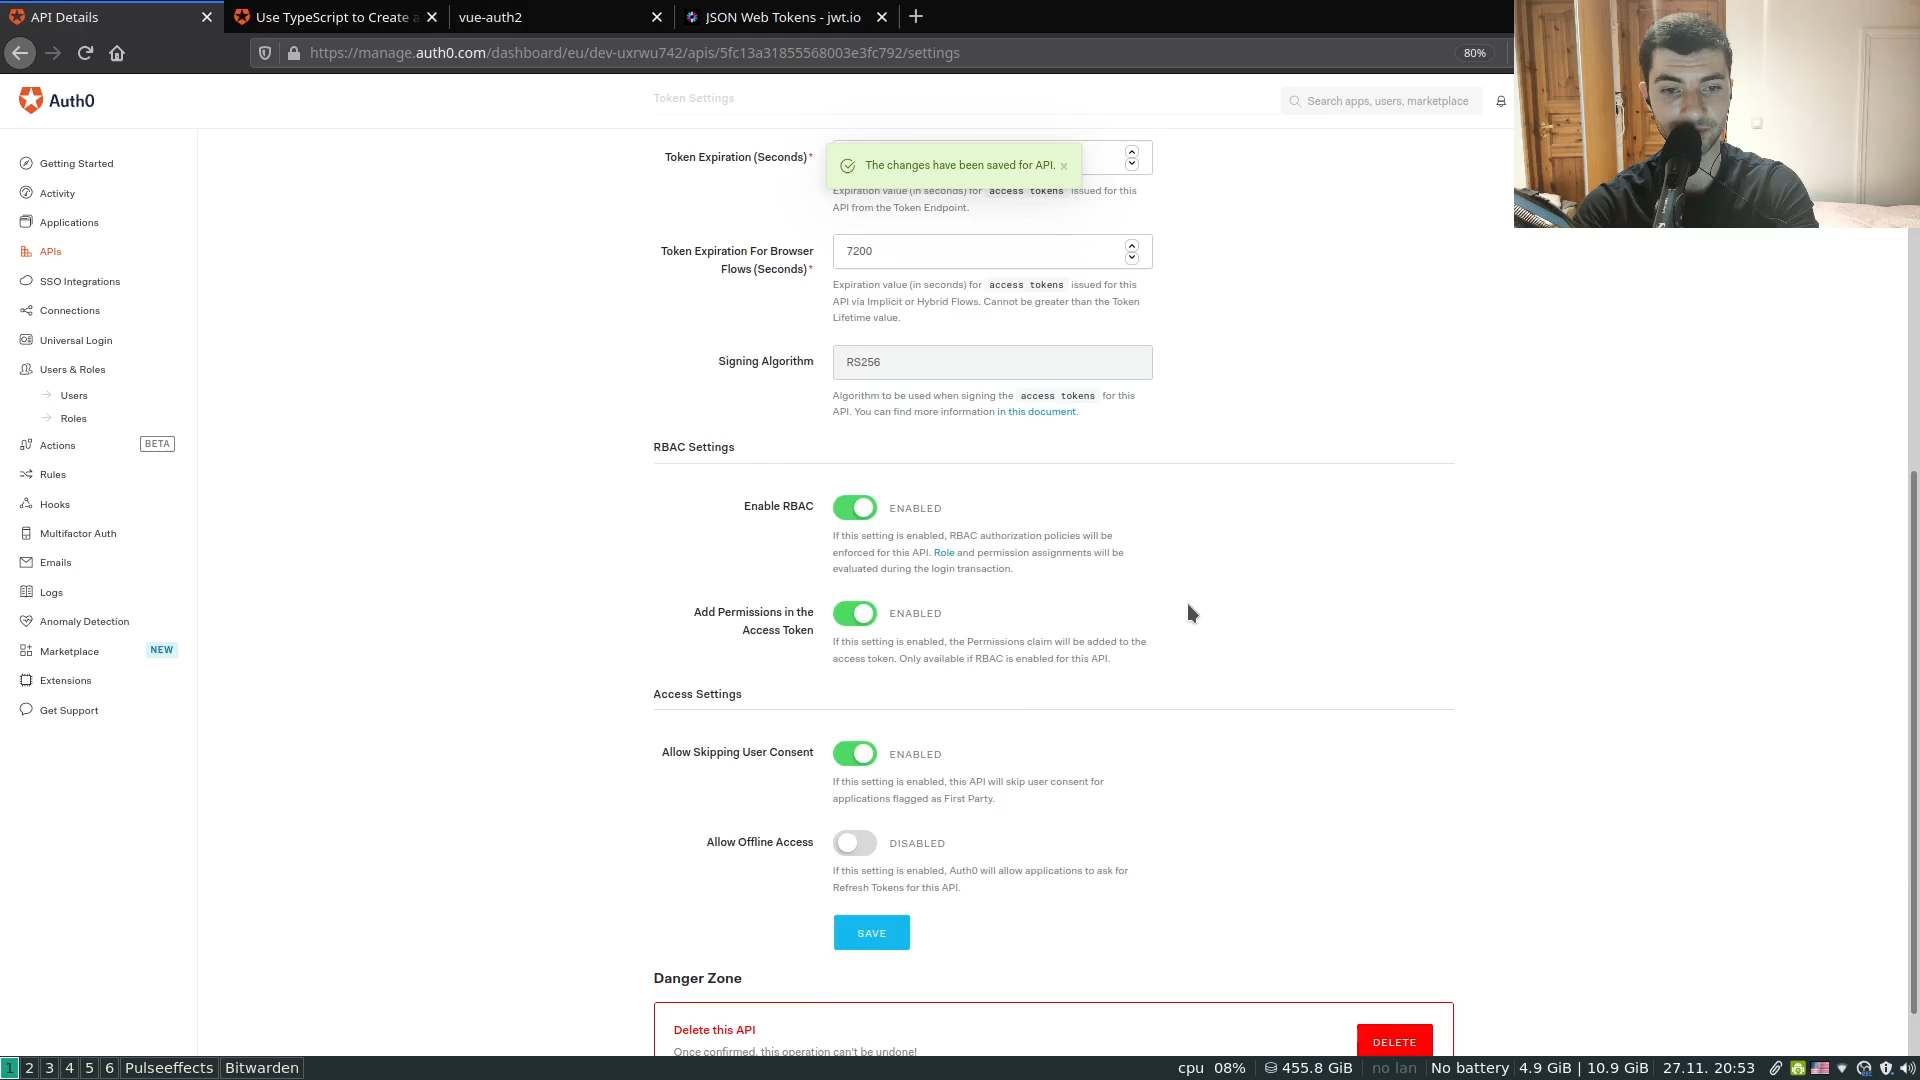 API Details
Use TypeScript to Create a
vue-auth2
JSON Web Tokens - jwt.io
https://manage.auth0.com/dashboard/eu/dev-uxrwu742/apis/5fc13a31855568003e3fc792/settings
80%
Auth0
Search apps, users, marketplace
Getting Started
Activity
Applications
APIs
SSO Integrations
Connections
Universal Login
Users & Roles
Users
Roles
Actions
BETA
Rules
Hooks
Multifactor Auth
Emails
Logs
Anomaly Detection
Marketplace
NEW
Extensions
Get Support
Token Settings
Token Expiration (Seconds)*
The changes have been saved for API. ×
Expiration value (in seconds) for access tokens issued for this
API from the Token Endpoint.
Token Expiration For Browser
Flows (Seconds)*
7200
Expiration value (in seconds) for access tokens issued for this
API via Implicit or Hybrid Flows. Cannot be greater than the Token
Lifetime value.
Signing Algorithm
RS256
Algorithm to be used when signing the access tokens for this
API. You can find more information in this document.
RBAC Settings
Enable RBAC
ENABLED
If this setting is enabled, RBAC authorization policies will be
enforced for this API. Role and permission assignments will be
evaluated during the login transaction.
Add Permissions in the
Access Token
ENABLED
If this setting is enabled, the Permissions claim will be added to the
access token. Only available if RBAC is enabled for this API.
Access Settings
Allow Skipping User Consent
ENABLED
If this setting is enabled, this API will skip user consent for
applications flagged as First Party.
Allow Offline Access
DISABLED
If this setting is enabled, Auth0 will allow applications to ask for
Refresh Tokens for this API.
SAVE
Danger Zone
Delete this API
Once confirmed, this operation can't be undone!
DELETE
1 2 3 4 5 6 Pulseeffects Bitwarden
cpu 08% 455.8 GiB no lan No battery 4.9 GiB | 10.9 GiB 27.11. 20:53